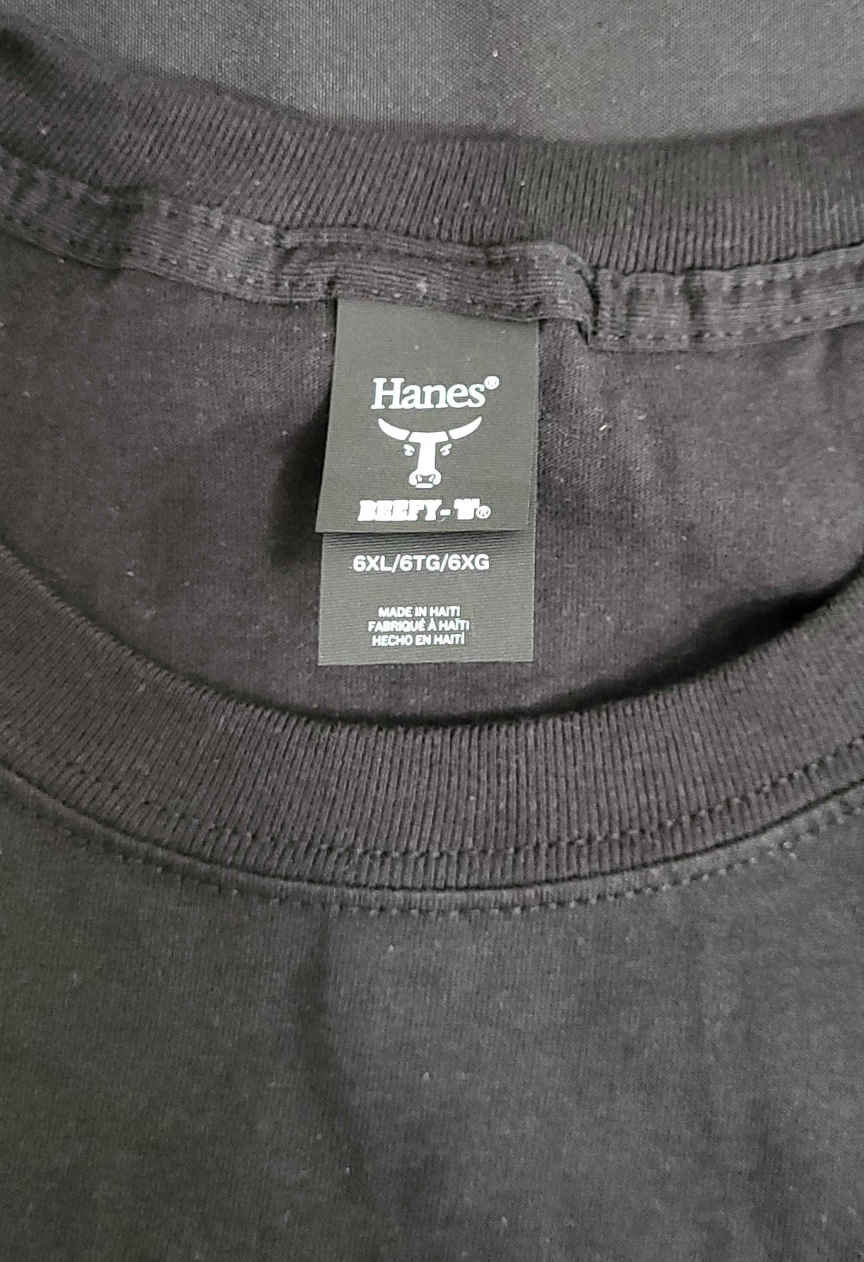 Hanes®
BEEFY-T®
6XL/6TG/6XG
MADE IN HAITI
FABRIQUÉ À HAÏTI
HECHO EN HAITÍ